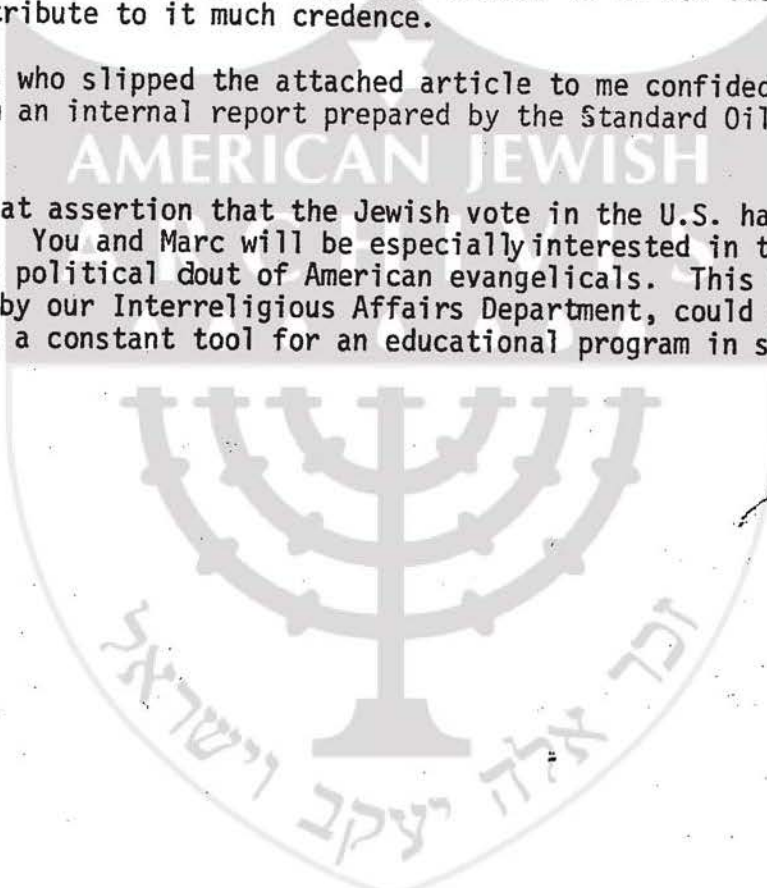 tribute to it much credence.
who slipped the attached article to me confided
an internal report prepared by the Standard Oil
AMERICAN JEWISH
at assertion that the Jewish vote in the U.S. ha
You and Marc will be especially interested in t
political dout of American evangelicals. This
by our Interreligious Affairs Department, could
a constant tool for an educational program in s
זכר אלה יעקב וישראל